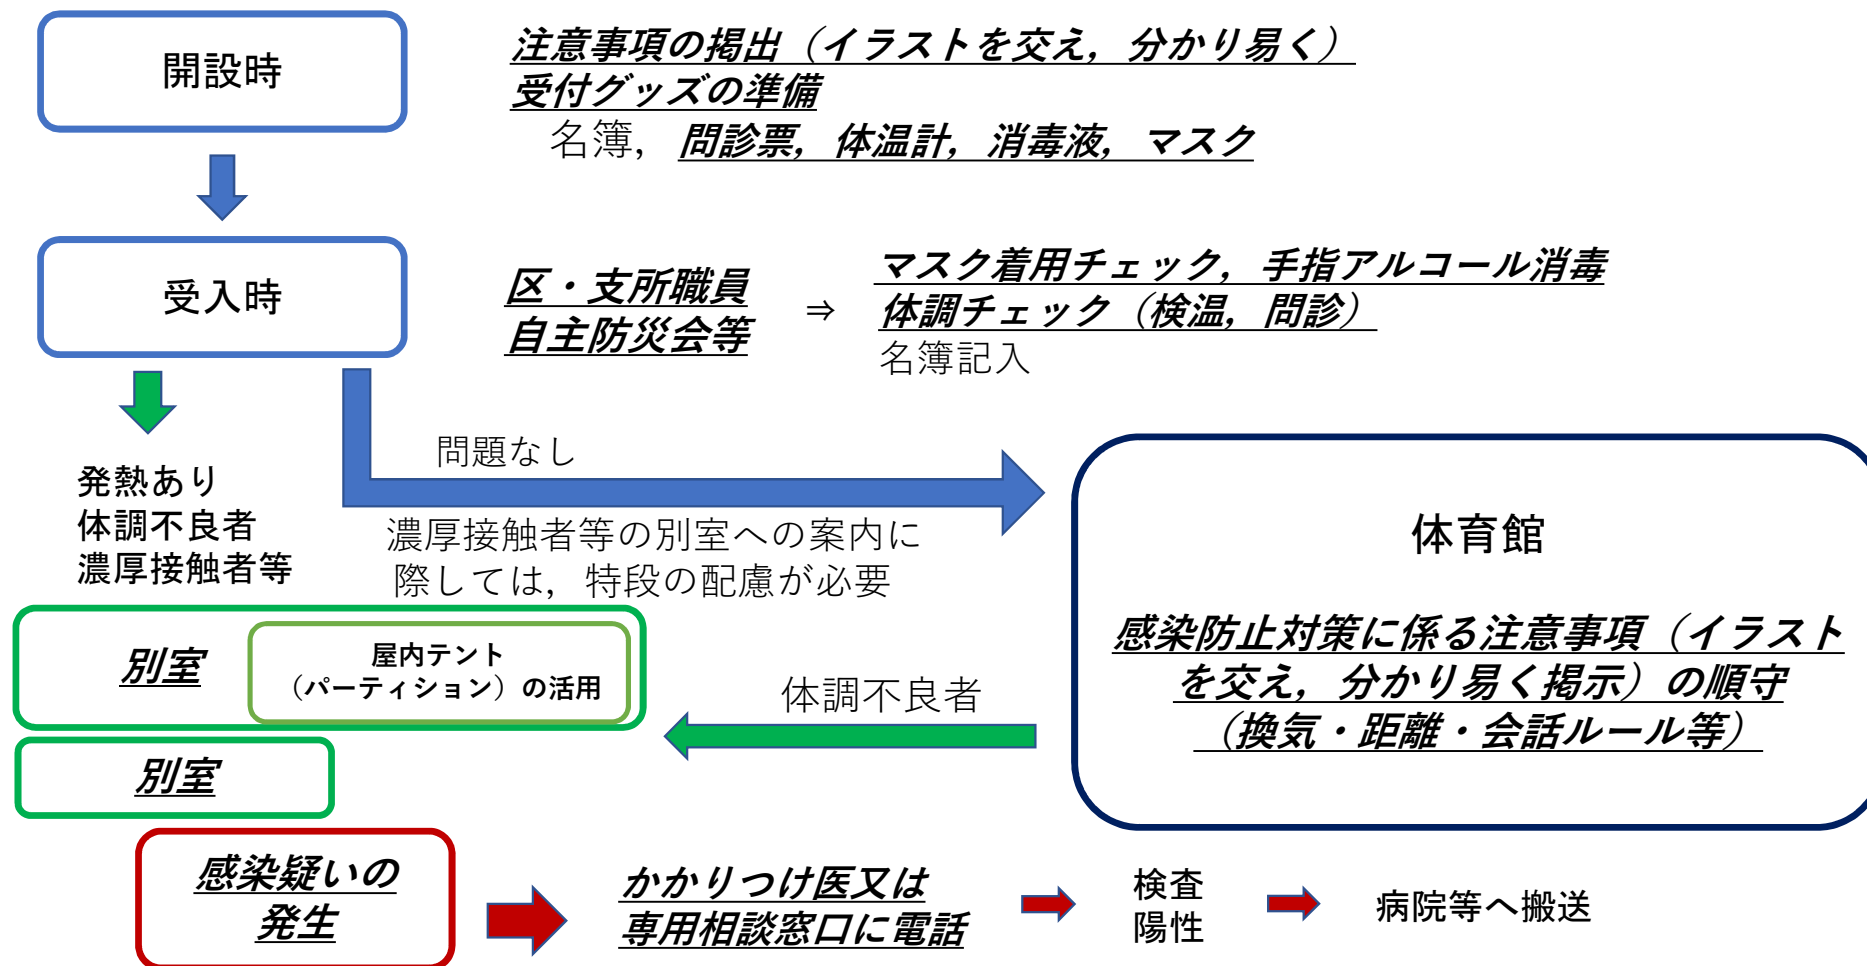 開設時
注意事項の掲出（イラストを交え，分かり易く）
受付グッズの準備
名簿，問診票，体温計，消毒液，マスク
受入時
区・支所職員
自主防災会等
⇒
マスク着用チェック，手指アルコール消毒
体調チェック（検温，問診）
名簿記入
発熱あり
体調不良者
濃厚接触者等
問題なし
濃厚接触者等の別室への案内に
際しては，特段の配慮が必要
体育館
感染防止対策に係る注意事項（イラスト
を交え，分かり易く掲示）の順守
（換気・距離・会話ルール等）
別室
屋内テント
（パーティション）の活用
体調不良者
別室
感染疑いの
発生
かかりつけ医又は
専用相談窓口に電話
検査
陽性
病院等へ搬送